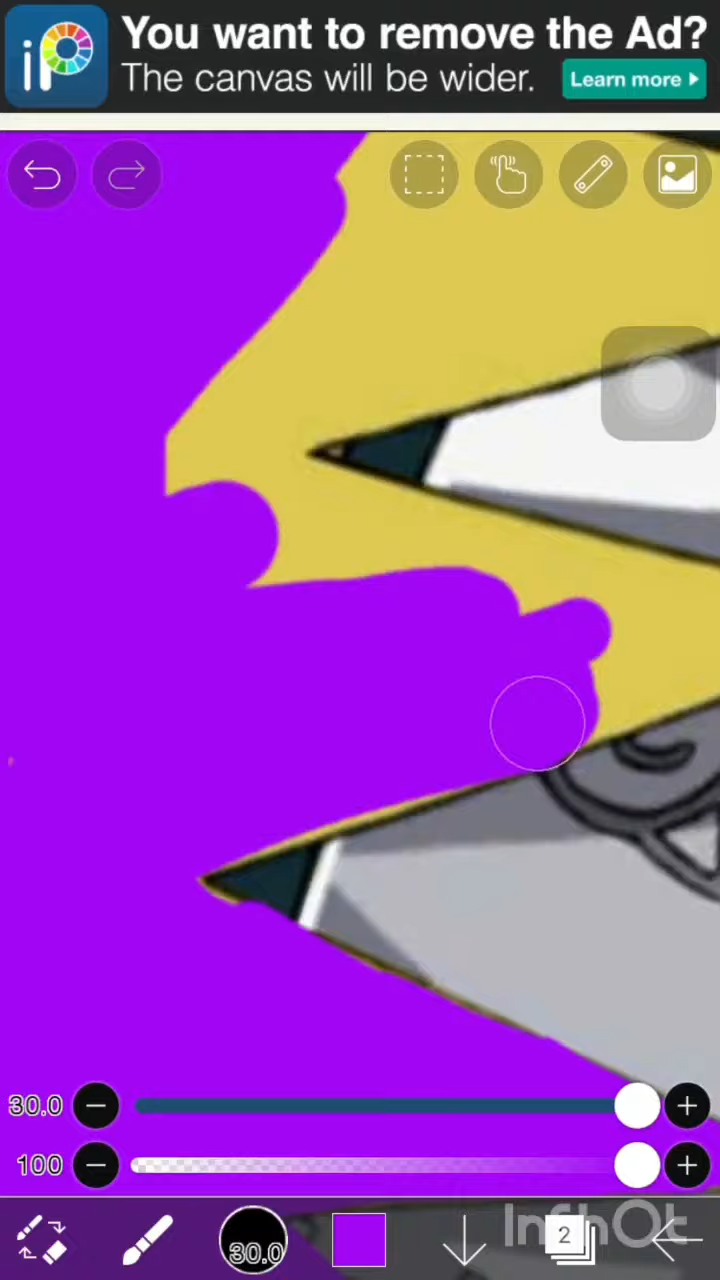 iP
You want to remove the Ad?
The canvas will be wider.
Learn more
30.0
100
30.0
2
InShOt